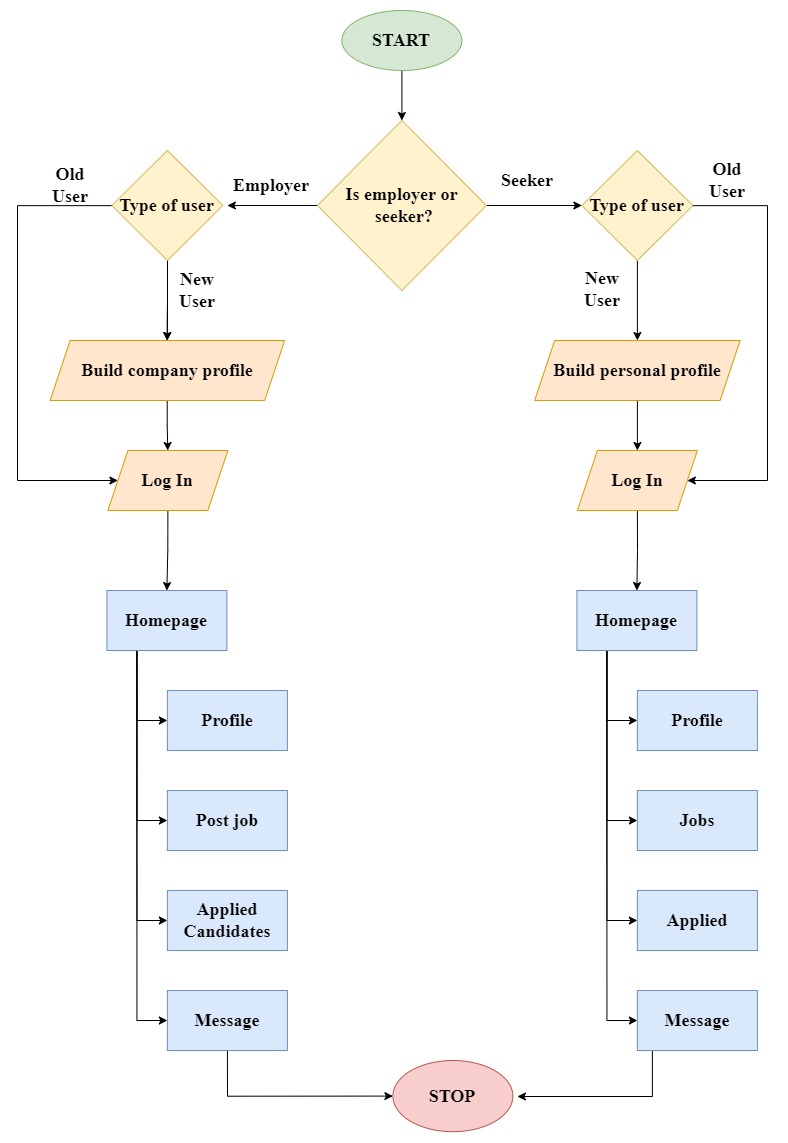 START
Is employer or
seeker?
Employer
Seeker
Old
User
Type of user
New
User
Build company profile
Log In
Homepage
Profile
Post job
Applied
Candidates
Message
Old
User
Type of user
New
User
Build personal profile
Log In
Homepage
Profile
Jobs
Applied
Message
STOP